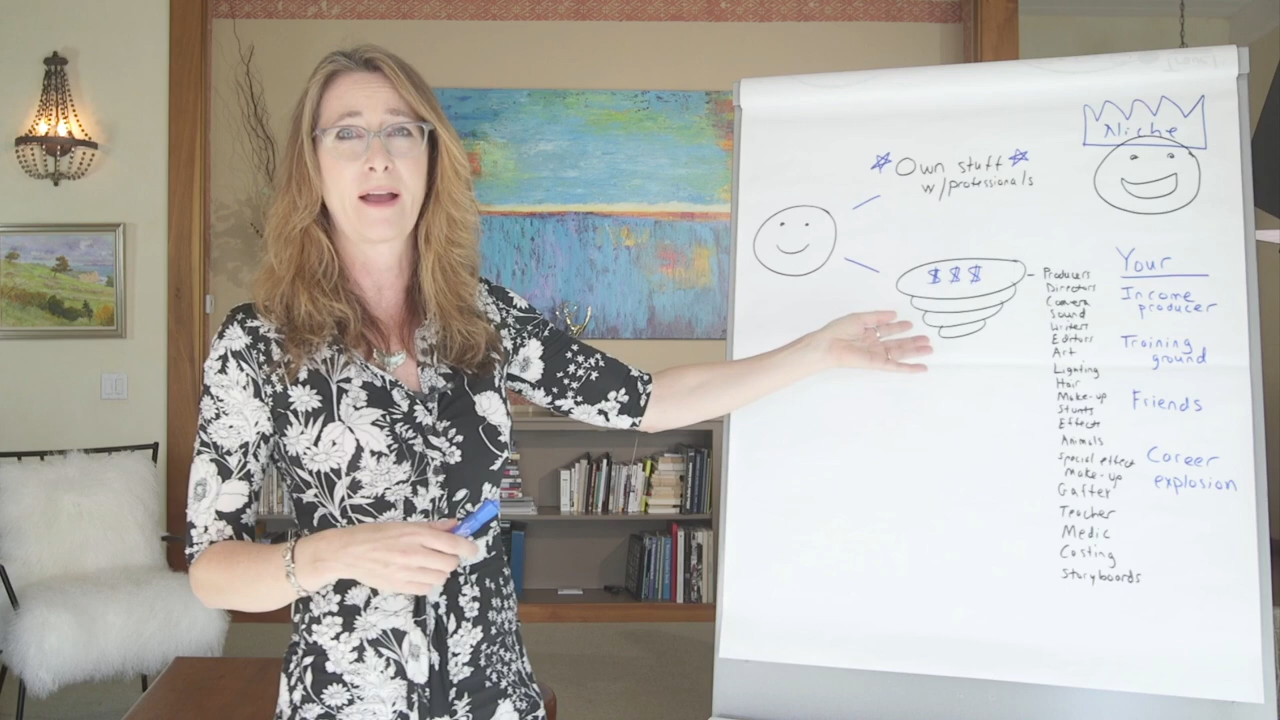 Niche
Own stuff
w/professionals
$ $ $
Producers
Directors
Camera
Sound
Writers
Editors
Art
Lighting
Hair
Make-up
Stunts
Effects
Animals
Special effect
Make-up
Gaffer
Teacher
Medic
Casting
Storyboards
Your
Income
producer
Training
ground
Friends
Career
explosion